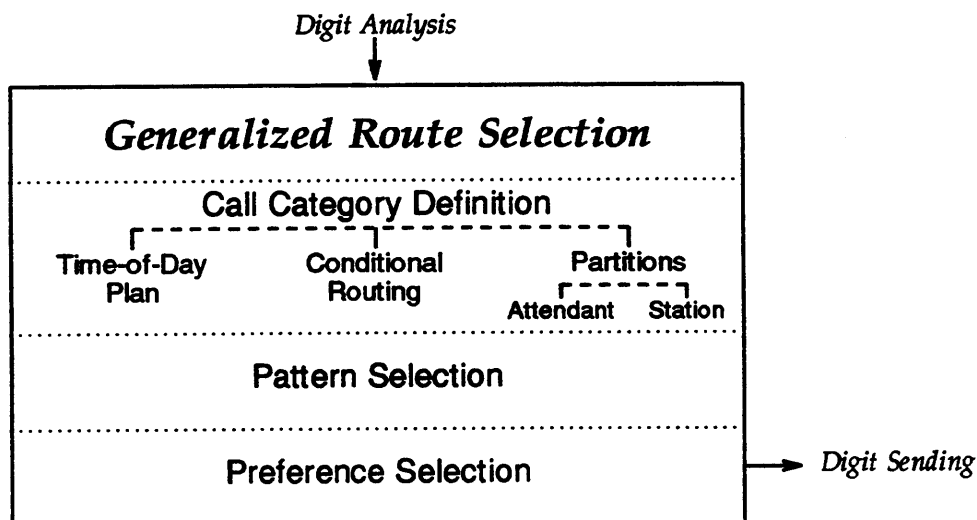 Digit Analysis
Generalized Route Selection
Call Category Definition
Time-of-Day
Plan
Conditional
Routing
Partitions
Attendant Station
Pattern Selection
Preference Selection
Digit Sending